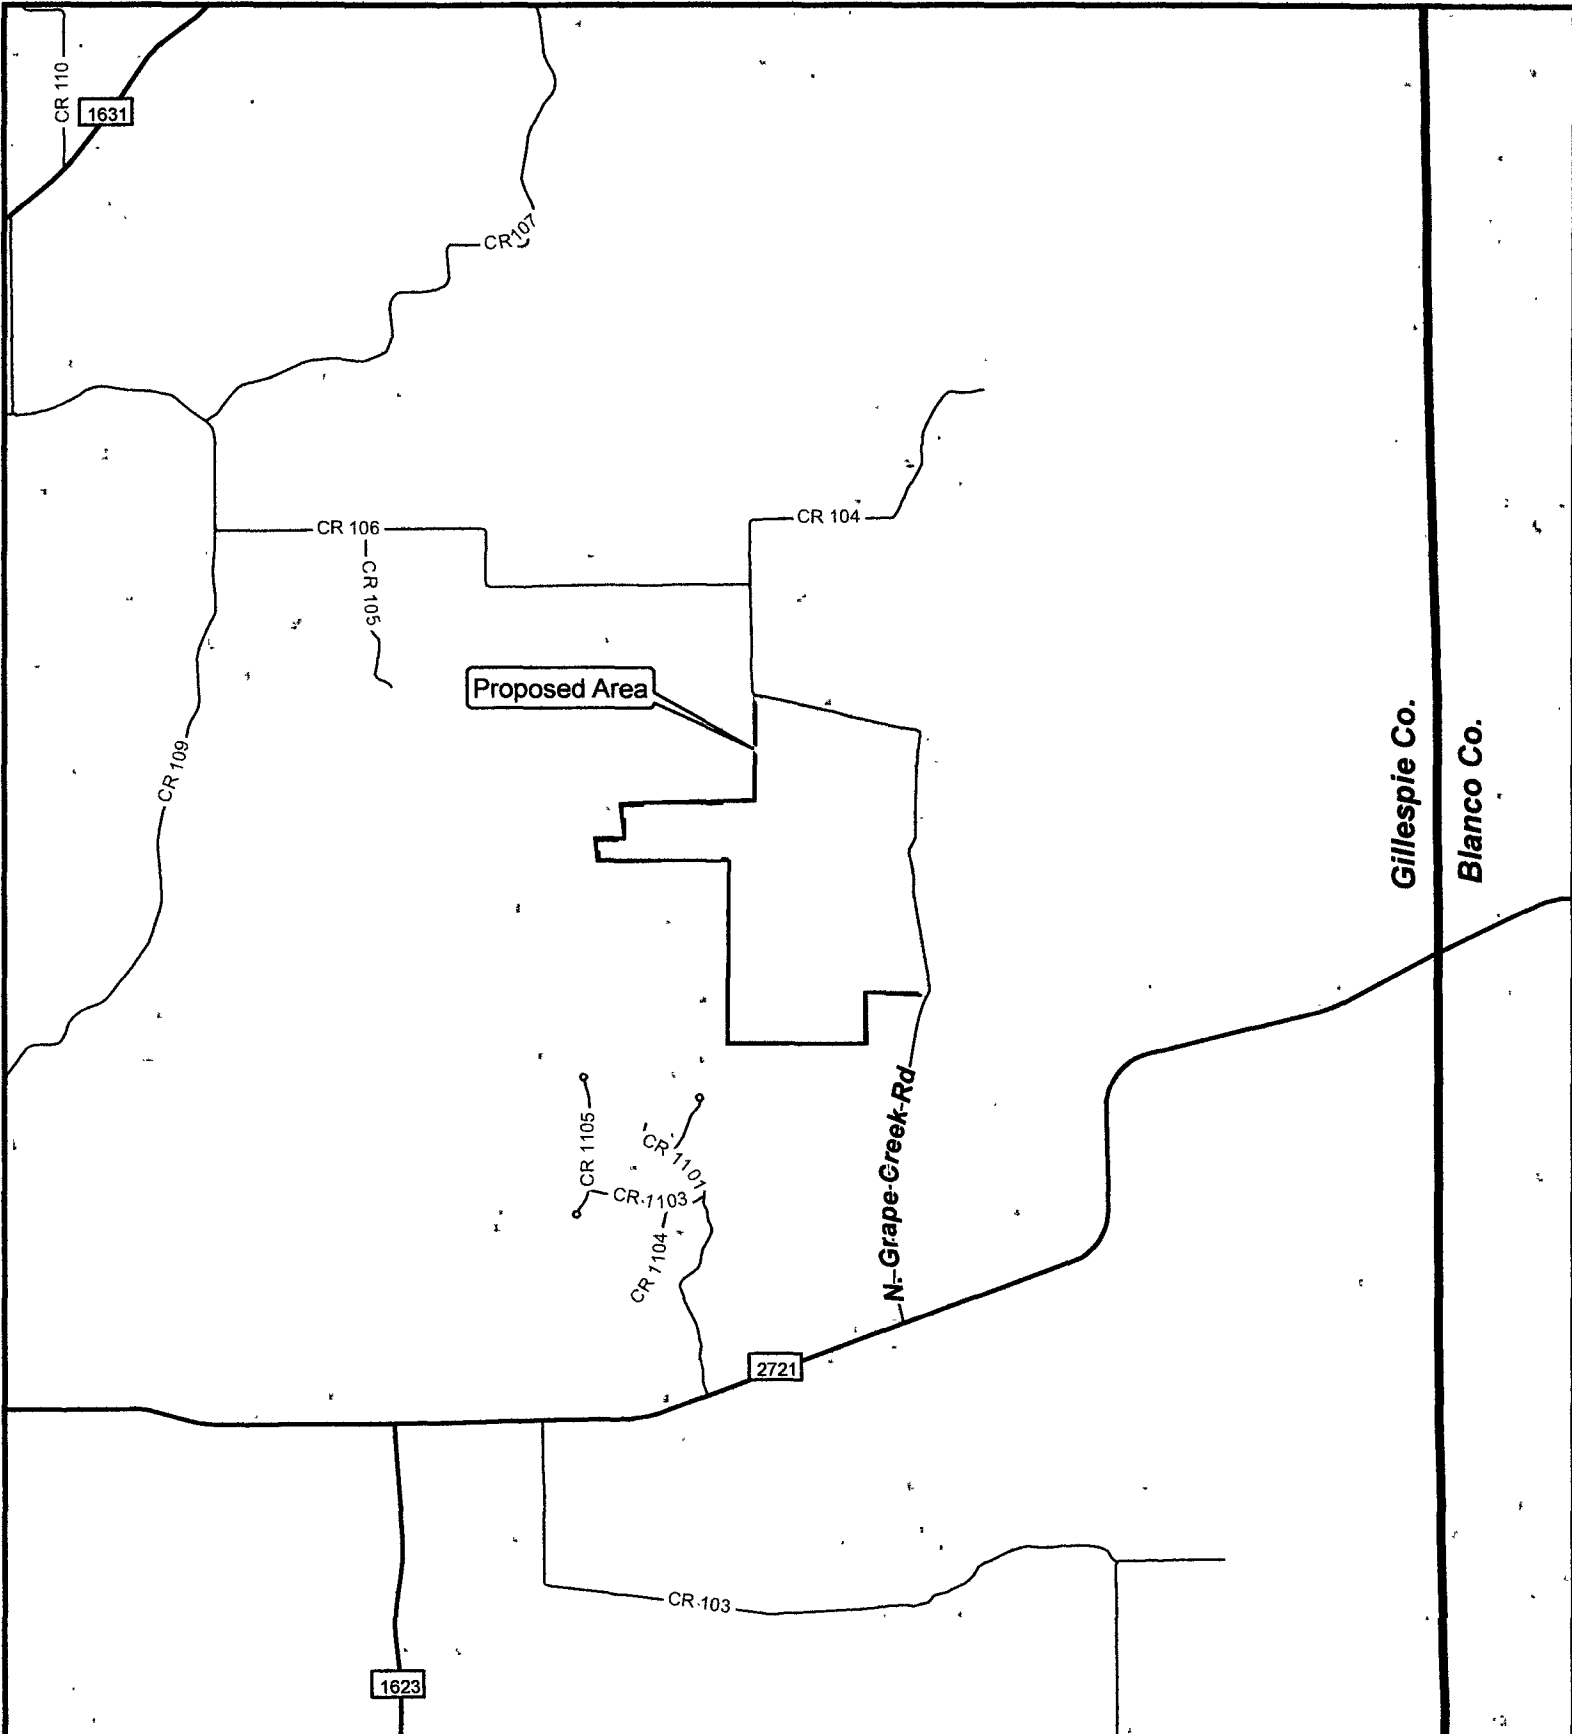 CR 110
1631
CR 107
CR 104
CR 106
CR 105
Proposed Area
CR 109
Gillespie Co.
Blanco Co.
N. Grape Creek Rd
CR 1105
CR 1101
CR 1103
CR 1104
2721
CR 103
1623